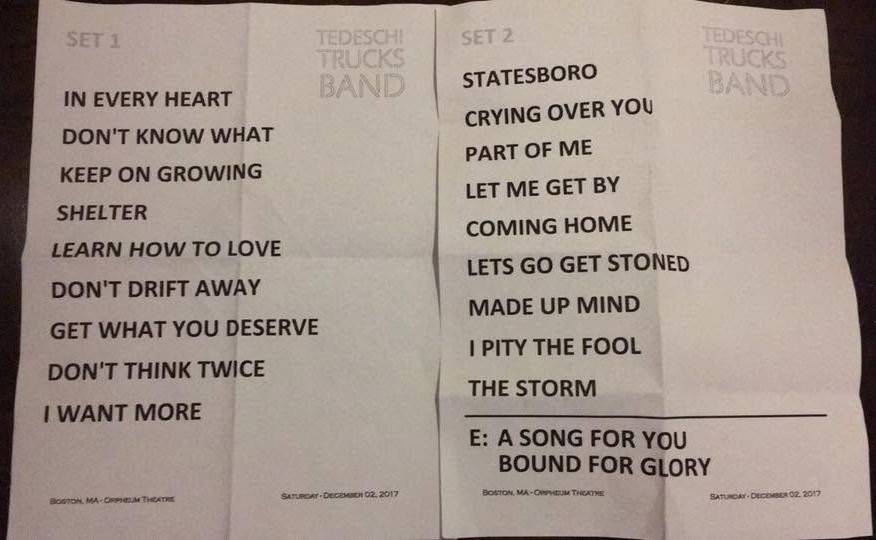 SET 1
TEDESCHI
TRUCKS
BAND
IN EVERY HEART
DON'T KNOW WHAT
KEEP ON GROWING
SHELTER
LEARN HOW TO LOVE
DON'T DRIFT AWAY
GET WHAT YOU DESERVE
DON'T THINK TWICE
I WANT MORE
BOSTON, MA - ORPHEUM THEATRE
SATURDAY - DECEMBER 02, 2017
SET 2
TEDESCHI
TRUCKS
BAND
STATESBORO
CRYING OVER YOU
PART OF ME
LET ME GET BY
COMING HOME
LETS GO GET STONED
MADE UP MIND
I PITY THE FOOL
THE STORM
E: A SONG FOR YOU
BOUND FOR GLORY
BOSTON, MA - ORPHEUM THEATRE
SATURDAY - DECEMBER 02, 2017